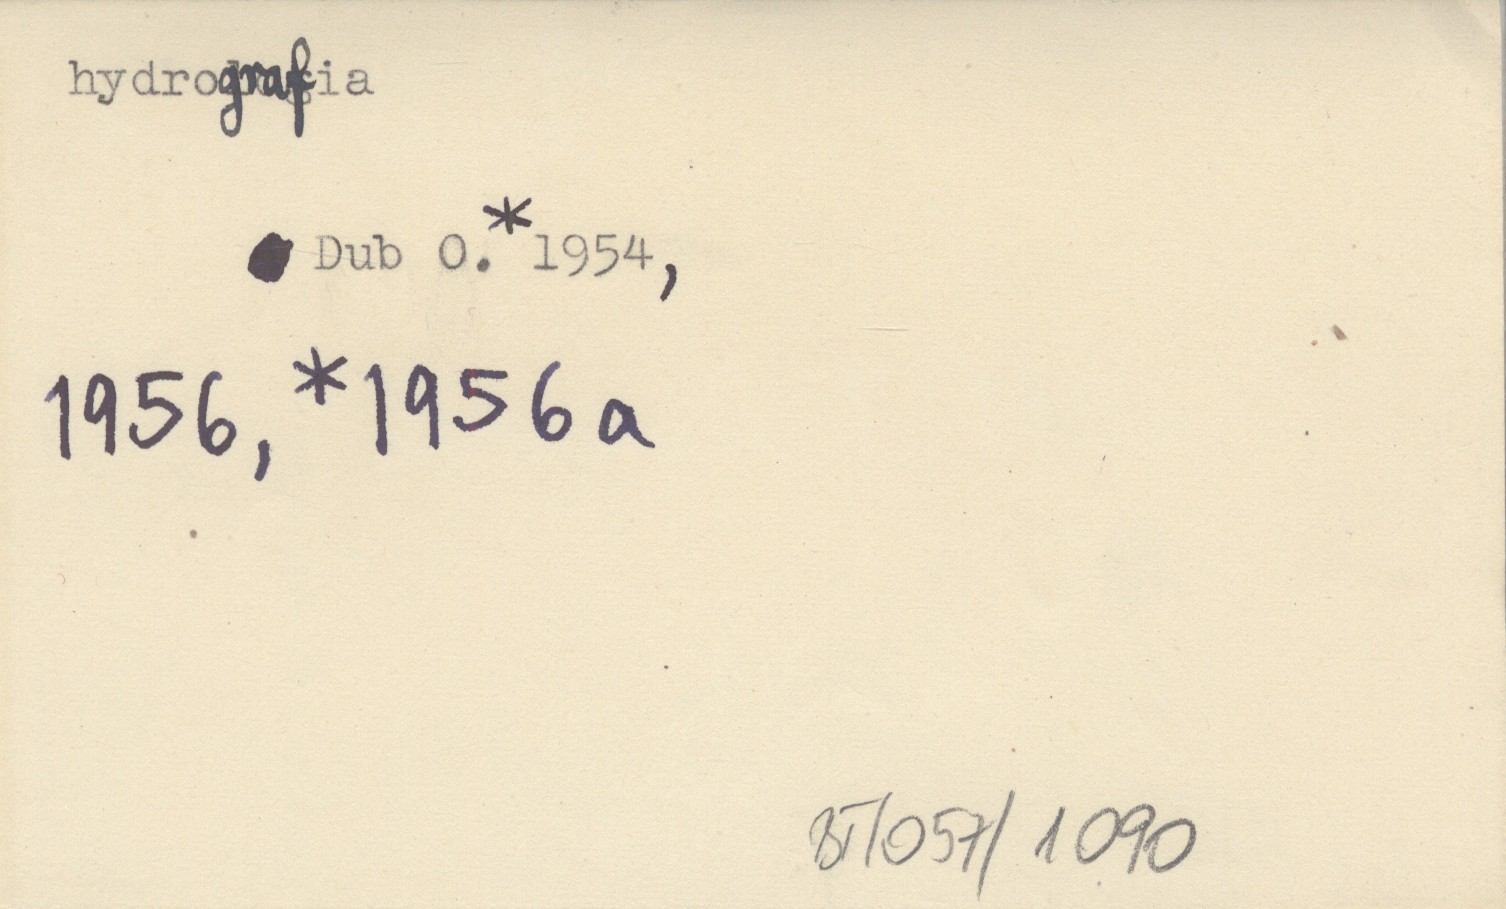 hydrografia
● Dub O.* 1954,
1956, *1956a
BT/057/1090